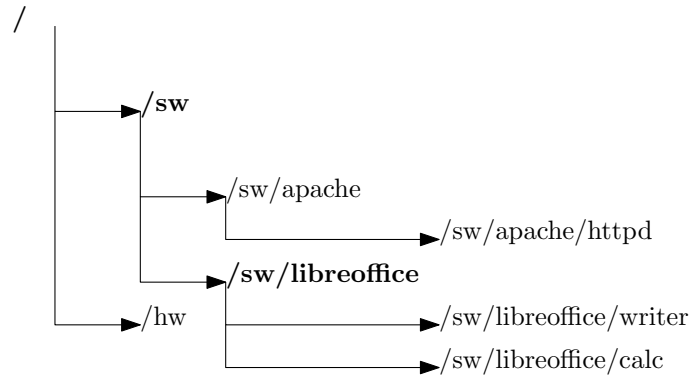 /
/sw
/sw/apache
/sw/apache/httpd
/sw/libreoffice
/hw
/sw/libreoffice/writer
/sw/libreoffice/calc